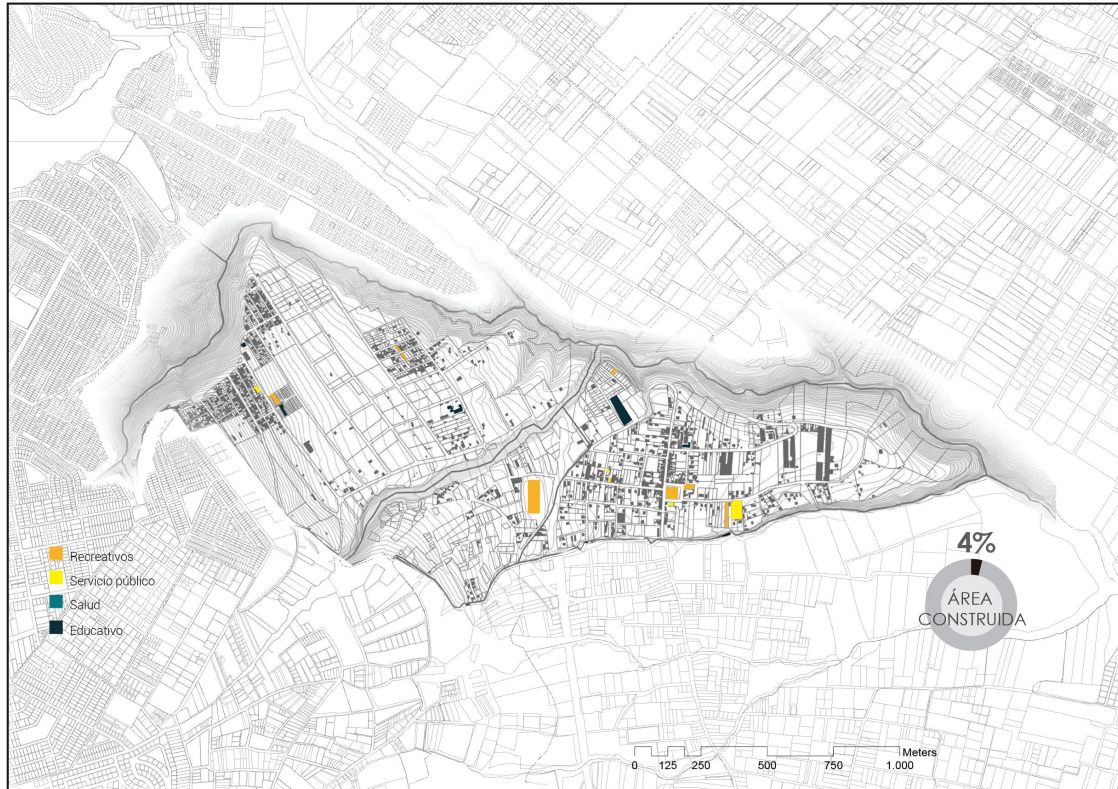 Recreativos
Servicio público
Salud
Educativo
4%
ÁREA
CONSTRUIDA
Meters
0 125 250 500 750 1.000